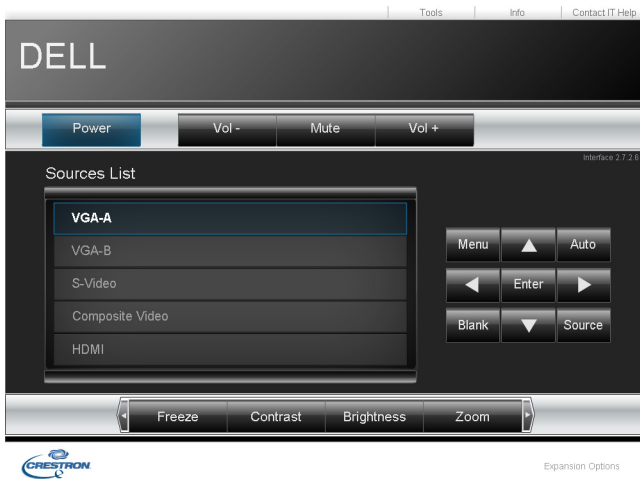 Tools Info Contact IT Help
DELL
Power Vol - Mute Vol +
Interface 2.7.2.6
Sources List
VGA-A
VGA-B
S-Video
Composite Video
HDMI
Menu Auto
Enter
Blank Source
Freeze Contrast Brightness Zoom
CRESTRON
Expansion Options